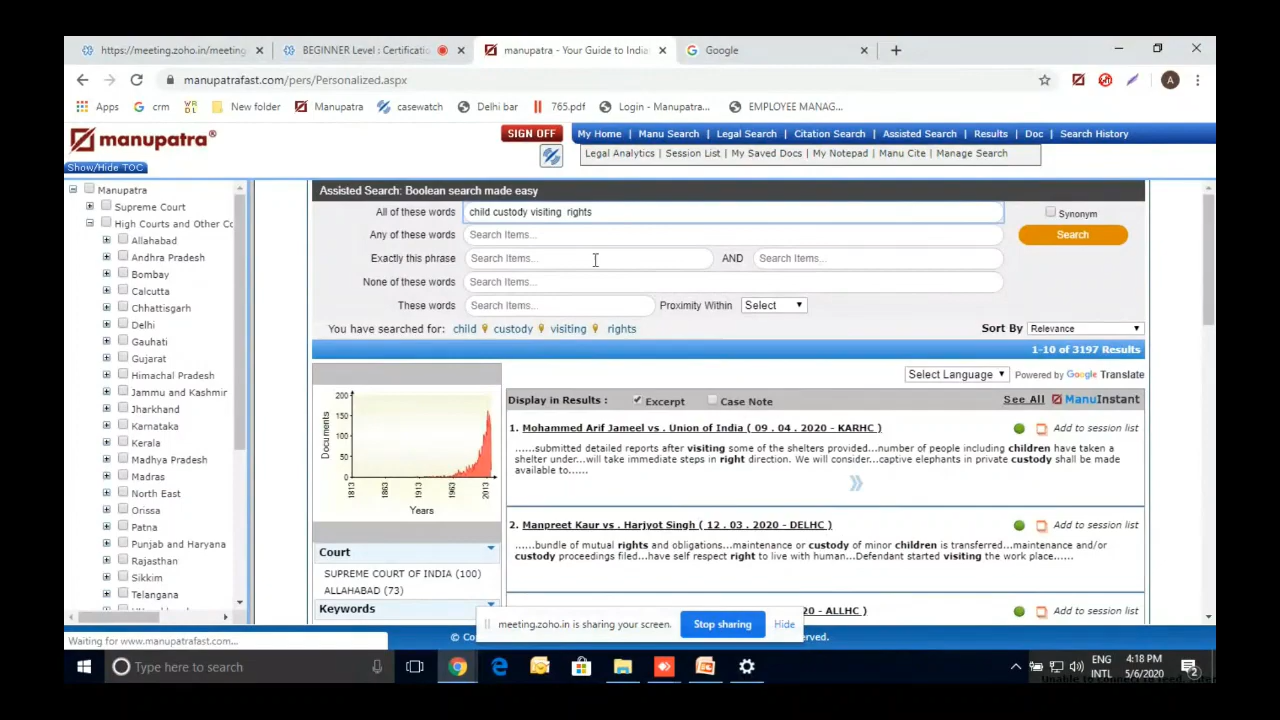 https://meeting.zoho.in/meeting
BEGINNER Level : Certificatio
manupatra - Your Guide to India
Google
manupatrafast.com/pers/Personalized.aspx
A
Apps
crm
New folder
Manupatra
casewatch
Delhi bar
765.pdf
Login - Manupatra...
EMPLOYEE MANAG...
manupatra®
SIGN OFF
My Home | Manu Search | Legal Search | Citation Search | Assisted Search | Results | Doc | Search History
Legal Analytics | Session List | My Saved Docs | My Notepad | Manu Cite | Manage Search
Show/Hide TOC
Manupatra
Supreme Court
High Courts and Other Co
Allahabad
Andhra Pradesh
Bombay
Calcutta
Chhattisgarh
Delhi
Gauhati
Gujarat
Himachal Pradesh
Jammu and Kashmir
Jharkhand
Karnataka
Kerala
Madhya Pradesh
Madras
North East
Orissa
Patna
Punjab and Haryana
Rajasthan
Sikkim
Telangana
Assisted Search: Boolean search made easy
All of these words child custody visiting rights Synonym
Any of these words Search Items... Search
Exactly this phrase Search Items... AND Search Items...
None of these words Search Items...
These words Search Items... Proximity Within Select
You have searched for: child custody visiting rights Sort By Relevance
1-10 of 3197 Results
Select Language Powered by Google Translate
Documents
200
150
100
50
0
1813 1863 1913 1963 2013
Years
Court
SUPREME COURT OF INDIA (100)
ALLAHABAD (73)
Keywords
Display in Results : Excerpt Case Note See All ManuInstant
1. Mohammed Arif Jameel vs . Union of India ( 09 . 04 . 2020 - KARHC ) Add to session list
......submitted detailed reports after visiting some of the shelters provided...number of people including children have taken a
shelter under...will take immediate steps in right direction. We will consider...captive elephants in private custody shall be made
available to......
2. Manpreet Kaur vs . Harjyot Singh ( 12 . 03 . 2020 - DELHC ) Add to session list
......bundle of mutual rights and obligations...maintenance or custody of minor children is transferred...maintenance and/or
custody proceedings filed...have self respect right to live with human...Defendant started visiting the work place......
20 - ALLHC ) Add to session list
meeting.zoho.in is sharing your screen. Stop sharing Hide
Waiting for www.manupatrafast.com...
© Co
erved.
Type here to search
ENG
INTL
4:18 PM
5/6/2020
2